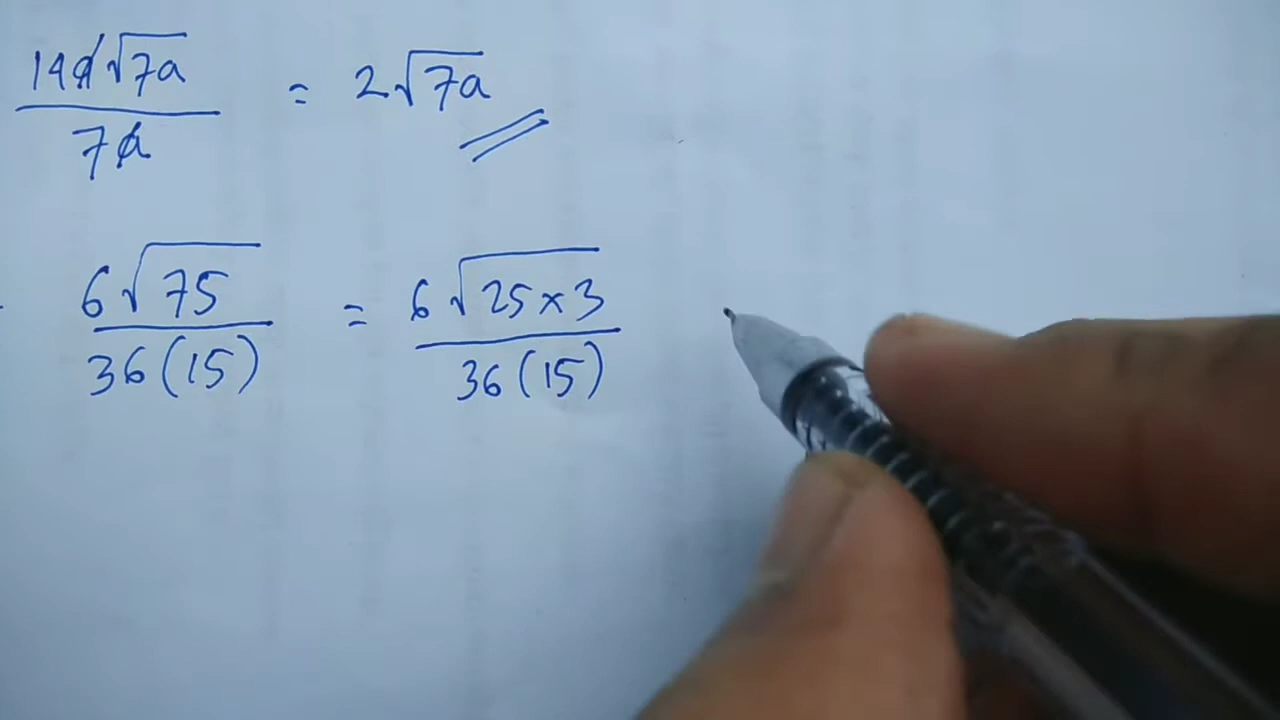 14a√7a / 7a = 2√7a
6√75 / 36(15) = 6√25×3 / 36(15)